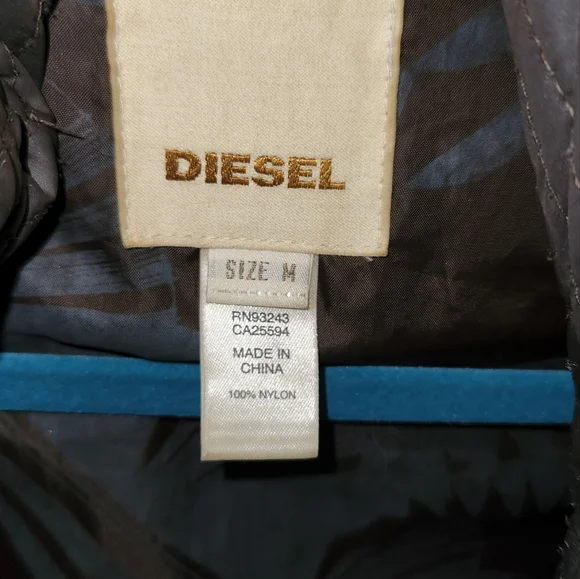 DIESEL
SIZE M
RN93243
CA25594
MADE IN
CHINA
100% NYLON